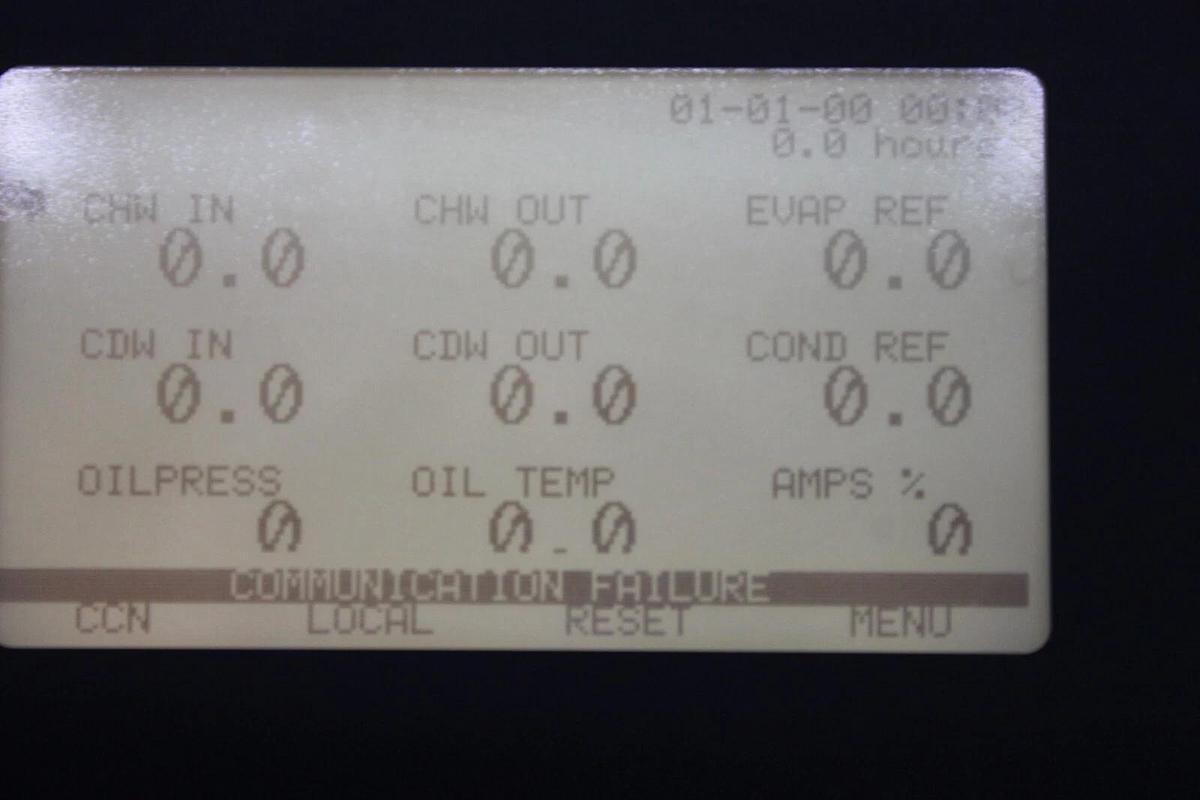 01-01-00 00:
0.0 hours
CHW IN CHW OUT EVAP REF
0.0 0.0 0.0
CDW IN CDW OUT COND REF
0.0 0.0 0.0
OILPRESS OIL TEMP AMPS %
0 0.0 0
COMMUNICATION FAILURE
CCN LOCAL RESET MENU